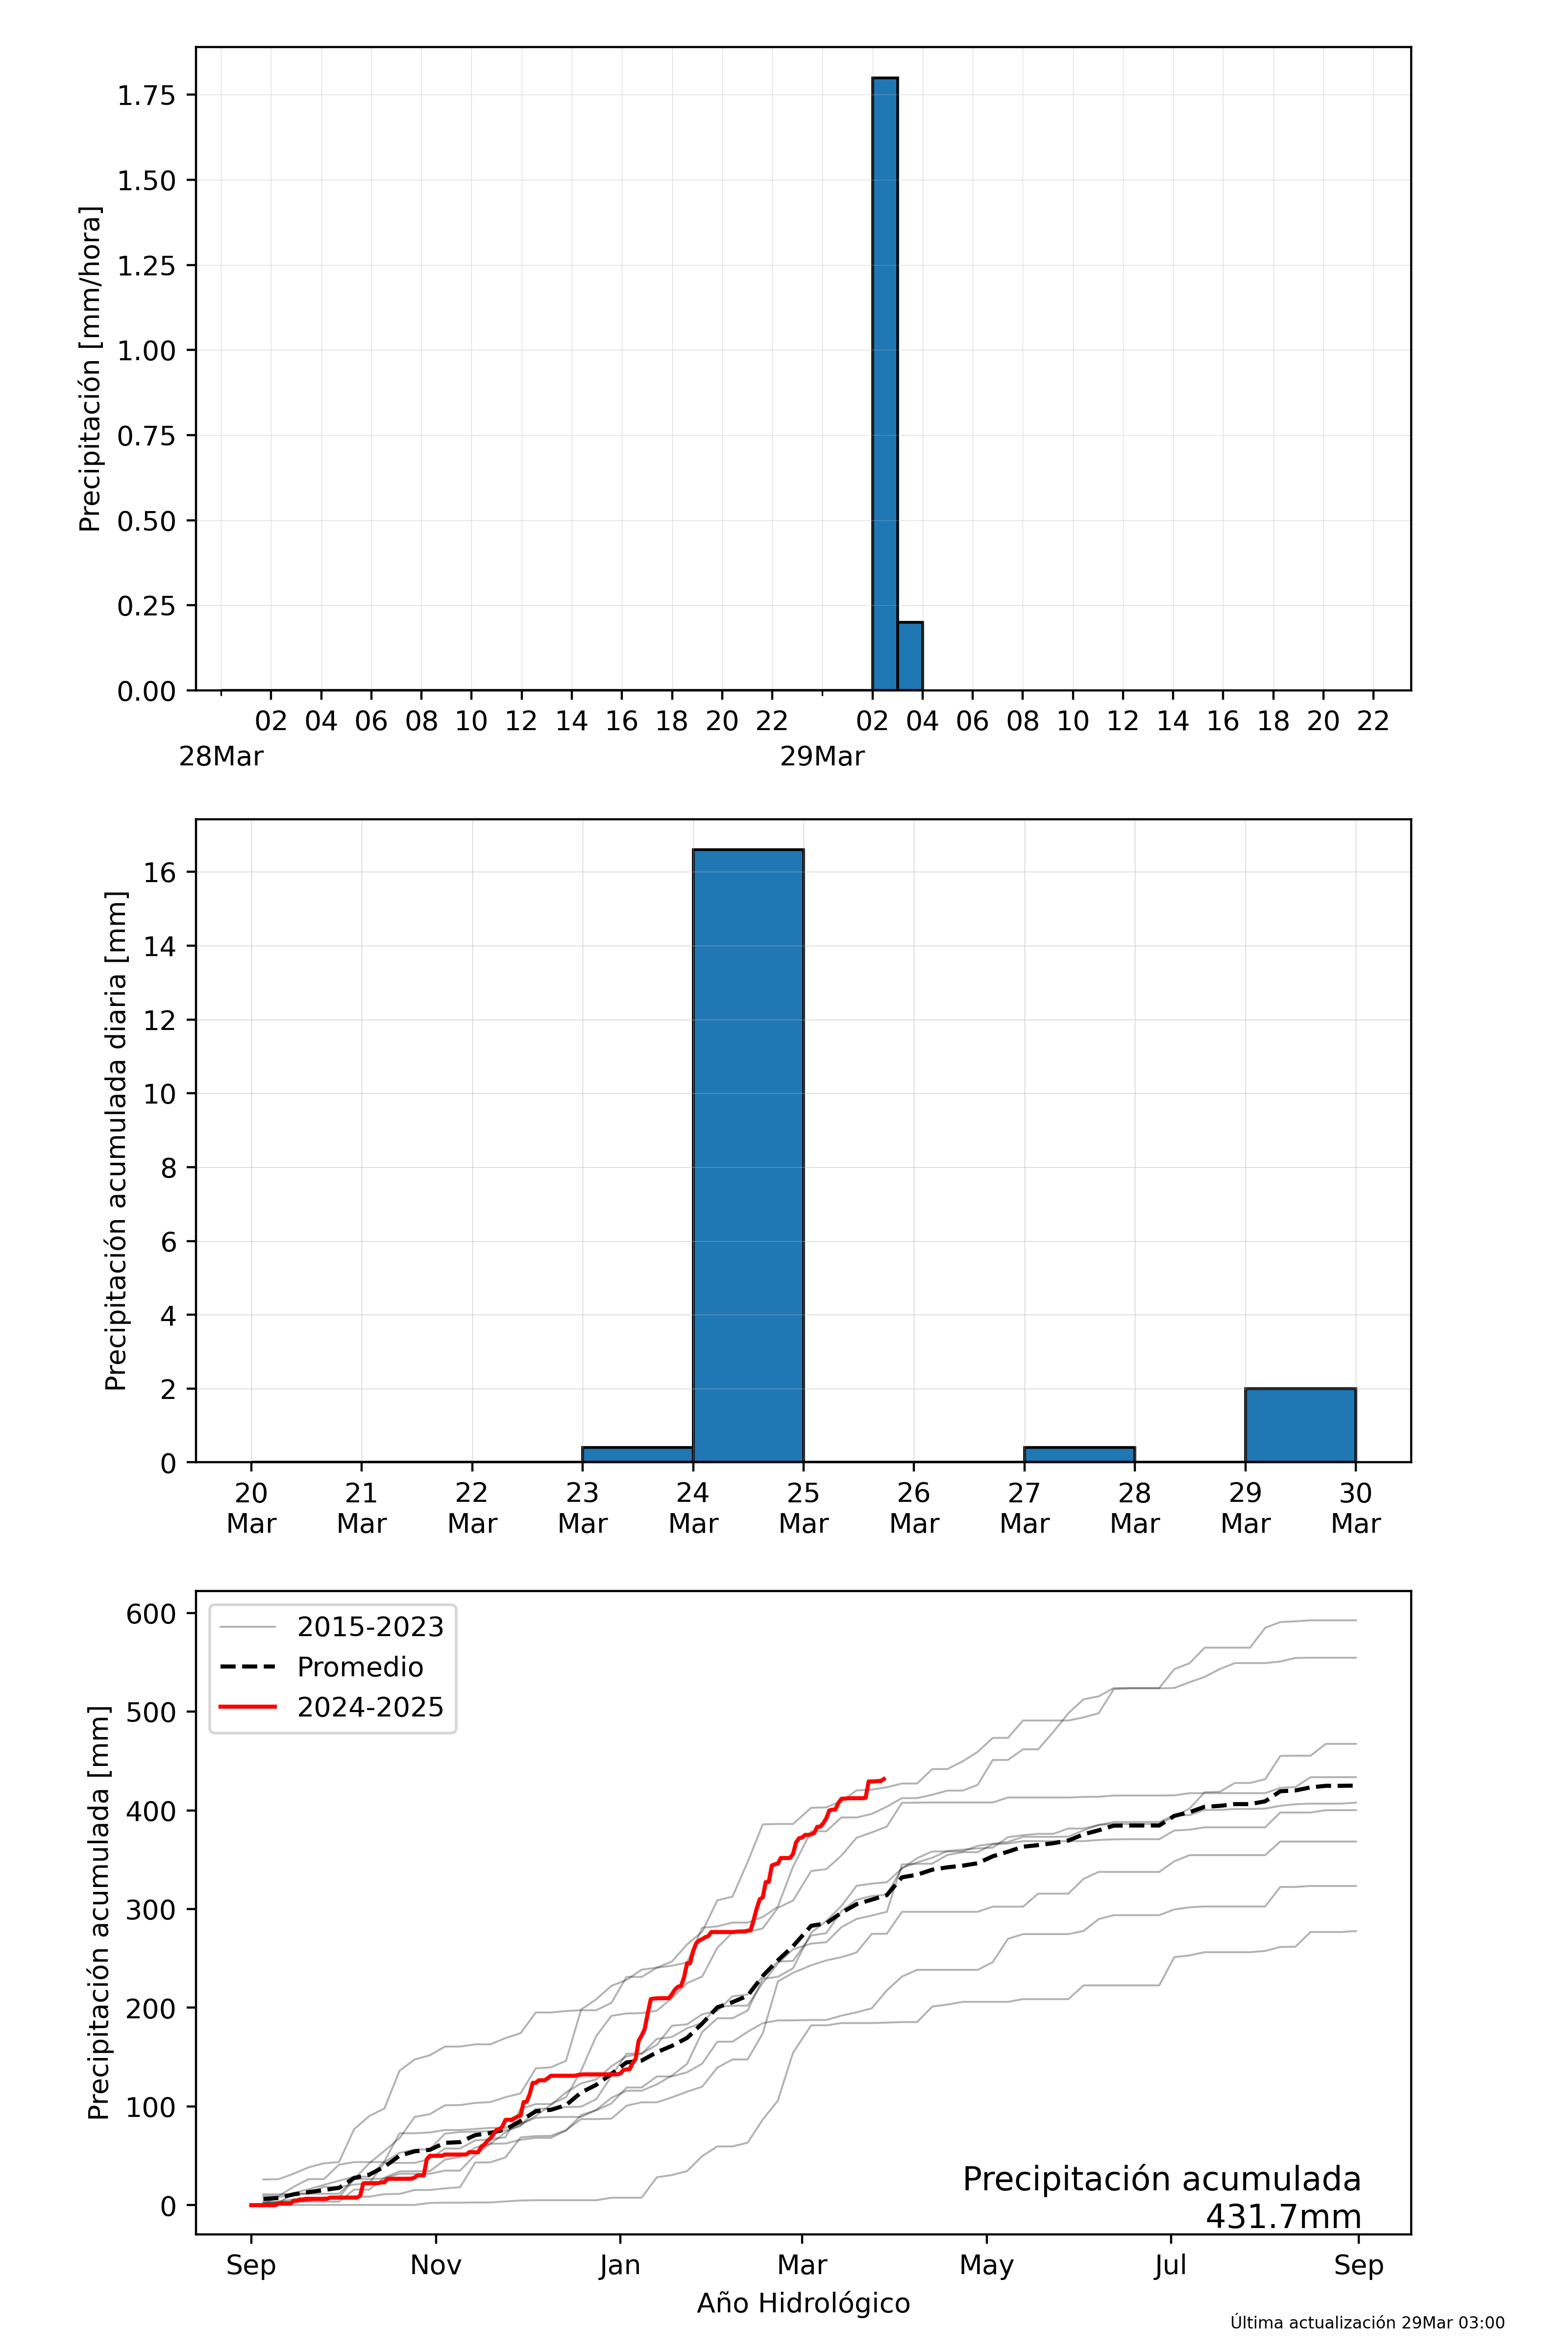 Precipitación [mm/hora]
1.75
1.50
1.25
1.00
0.75
0.50
0.25
0.00
02 04 06 08 10 12 14 16 18 20 22 02 04 06 08 10 12 14 16 18 20 22
28Mar 29Mar
Precipitación acumulada diaria [mm]
16
14
12
10
8
6
4
2
0
20 21 22 23 24 25 26 27 28 29 30
Mar Mar Mar Mar Mar Mar Mar Mar Mar Mar Mar
Precipitación acumulada [mm]
600
500
400
300
200
100
0
2015-2023
Promedio
2024-2025
Precipitación acumulada
431.7mm
Sep Nov Jan Mar May Jul Sep
Año Hidrológico
Última actualización 29Mar 03:00